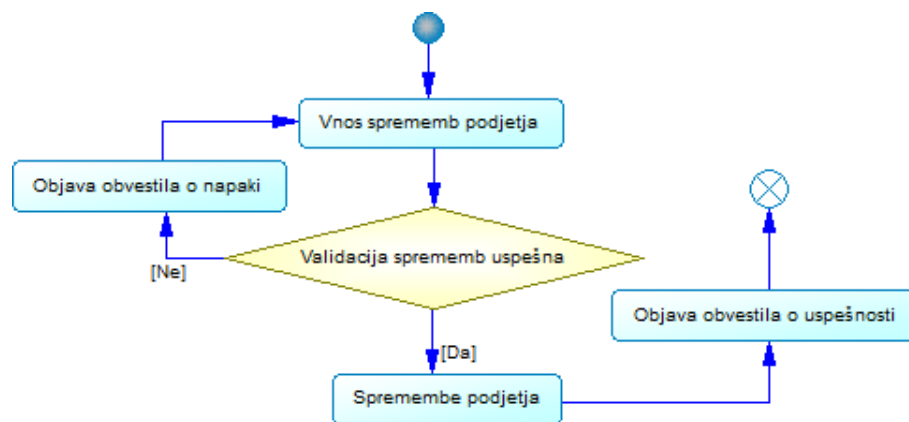 Vnos sprememb podjetja
Objava obvestila o napaki
Validacija sprememb uspešna
[Ne]
Objava obvestila o uspešnosti
[Da]
Spremembe podjetja